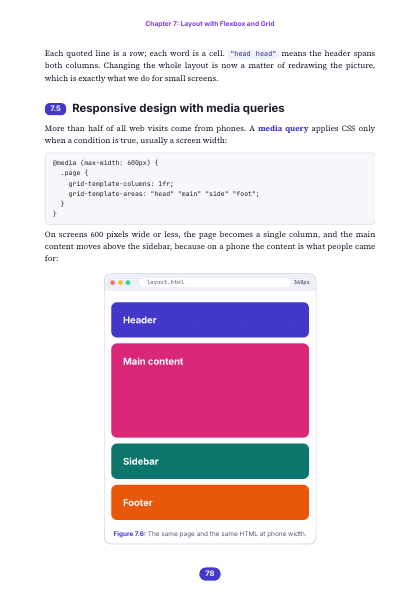 Chapter 7: Layout with Flexbox and Grid
Each quoted line is a row; each word is a cell. "head head" means the header spans
both columns. Changing the whole layout is now a matter of redrawing the picture,
which is exactly what we do for small screens.
7.5 Responsive design with media queries
More than half of all web visits come from phones. A media query applies CSS only
when a condition is true, usually a screen width:
@media (max-width: 600px) {
.page {
grid-template-columns: 1fr;
grid-template-areas: "head" "main" "side" "foot";
}
}
On screens 600 pixels wide or less, the page becomes a single column, and the main
content moves above the sidebar, because on a phone the content is what people came
for:
layout.html 360px
Header
Main content
Sidebar
Footer
Figure 7.6: The same page and the same HTML at phone width.
78